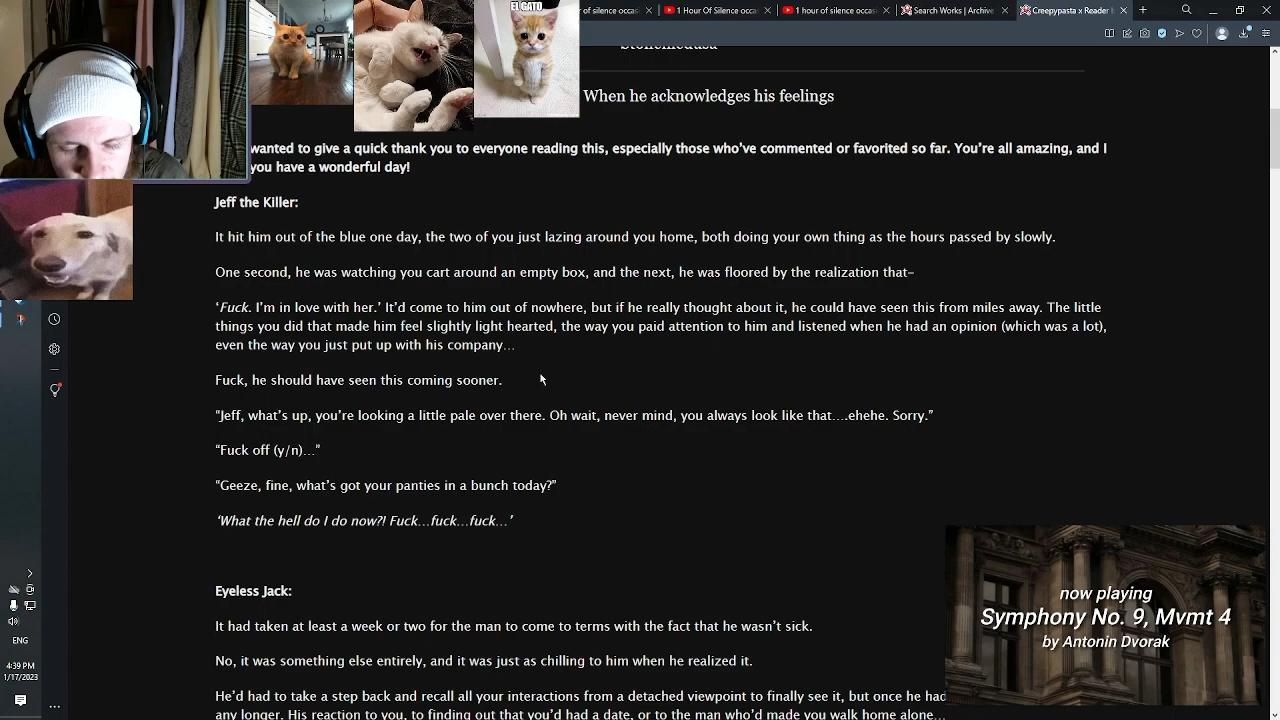 EL GATO
of silence occasi
1 Hour Of Silence occasi
1 hour of silence occasi
Search Works | Archive
Creepypasta x Reader
When he acknowledges his feelings
wanted to give a quick thank you to everyone reading this, especially those who've commented or favorited so far. You're all amazing, and I
you have a wonderful day!
Jeff the Killer:
It hit him out of the blue one day, the two of you just lazing around you home, both doing your own thing as the hours passed by slowly.
One second, he was watching you cart around an empty box, and the next, he was floored by the realization that–
‘Fuck. I'm in love with her.’ It'd come to him out of nowhere, but if he really thought about it, he could have seen this from miles away. The little
things you did that made him feel slightly light hearted, the way you paid attention to him and listened when he had an opinion (which was a lot),
even the way you just put up with his company…
Fuck, he should have seen this coming sooner.
“Jeff, what's up, you're looking a little pale over there. Oh wait, never mind, you always look like that….ehehe. Sorry.”
“Fuck off (y/n)…”
“Geeze, fine, what's got your panties in a bunch today?”
‘What the hell do I do now?! Fuck…fuck…fuck…’
Eyeless Jack:
It had taken at least a week or two for the man to come to terms with the fact that he wasn't sick.
No, it was something else entirely, and it was just as chilling to him when he realized it.
He'd had to take a step back and recall all your interactions from a detached viewpoint to finally see it, but once he had
any longer. His reaction to you, to finding out that you'd had a date, or to the man who'd made you walk home alone…
now playing
Symphony No. 9, Mvmt 4
by Antonin Dvorak
ENG
4:39 PM
1/17/2023